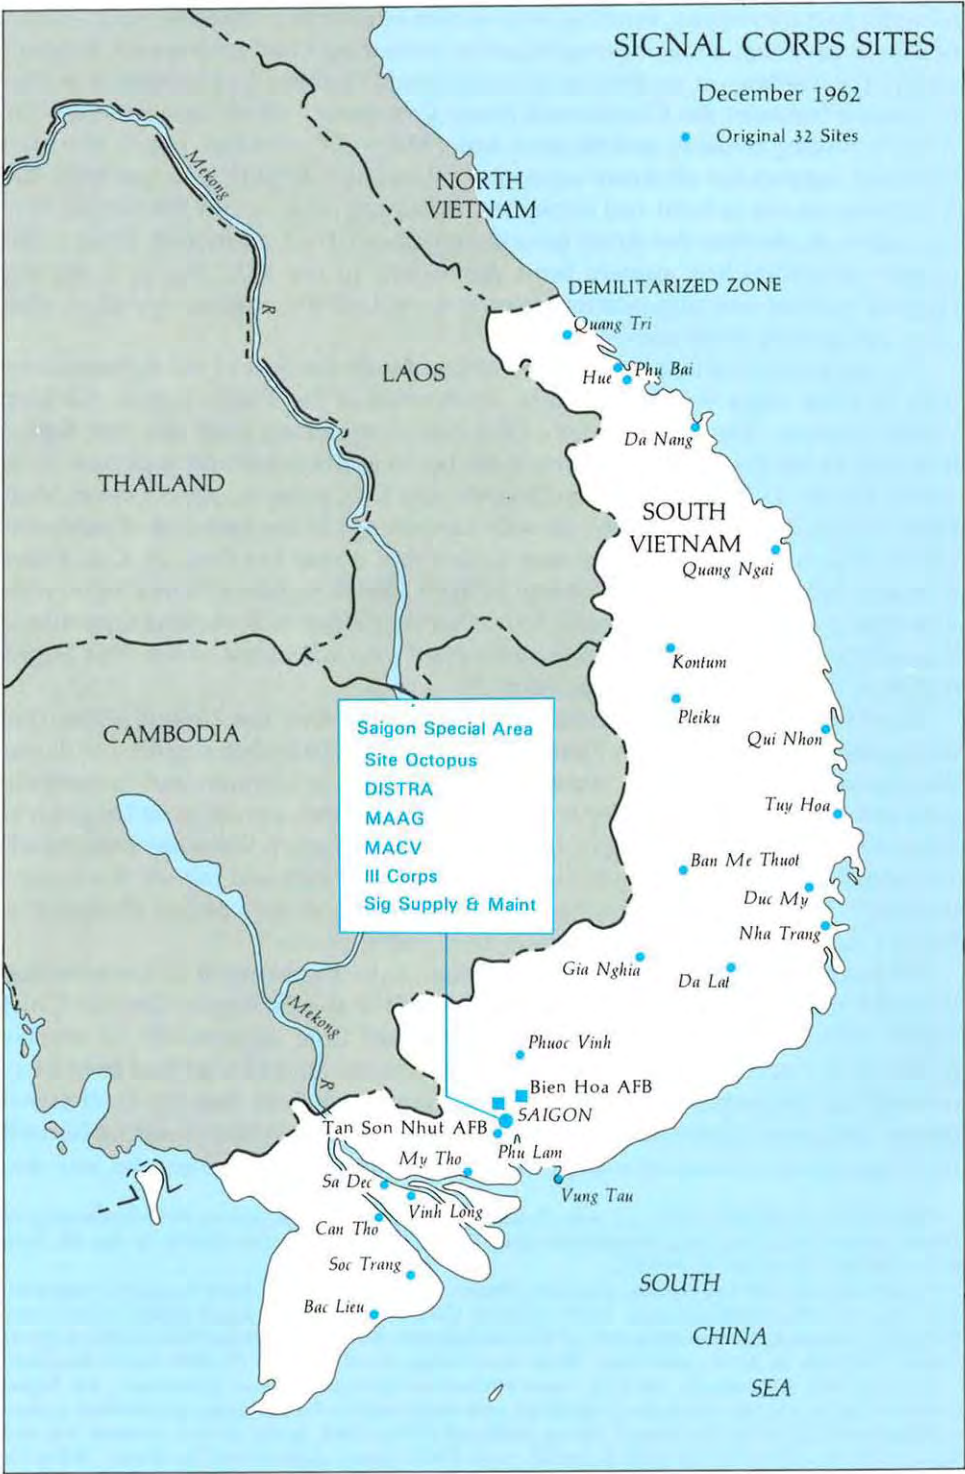 SIGNAL CORPS SITES
December 1962
Original 32 Sites
Mekong
R
NORTH
VIETNAM
DEMILITARIZED ZONE
Quang Tri
LAOS
Hue
Phu Bai
Da Nang
THAILAND
SOUTH
VIETNAM
Quang Ngai
Kontum
Pleiku
CAMBODIA
Saigon Special Area
Site Octopus
DISTRA
MAAG
MACV
III Corps
Sig Supply & Maint
Qui Nhon
Tuy Hoa
Ban Me Thuot
Duc My
Nha Trang
Gia Nghia
Da Lat
Mekong
R
Phuoc Vinh
Bien Hoa AFB
SAIGON
Tan Son Nhut AFB
Phu Lam
My Tho
Sa Dec
Vinh Long
Vung Tau
Can Tho
Soc Trang
Bac Lieu
SOUTH
CHINA
SEA